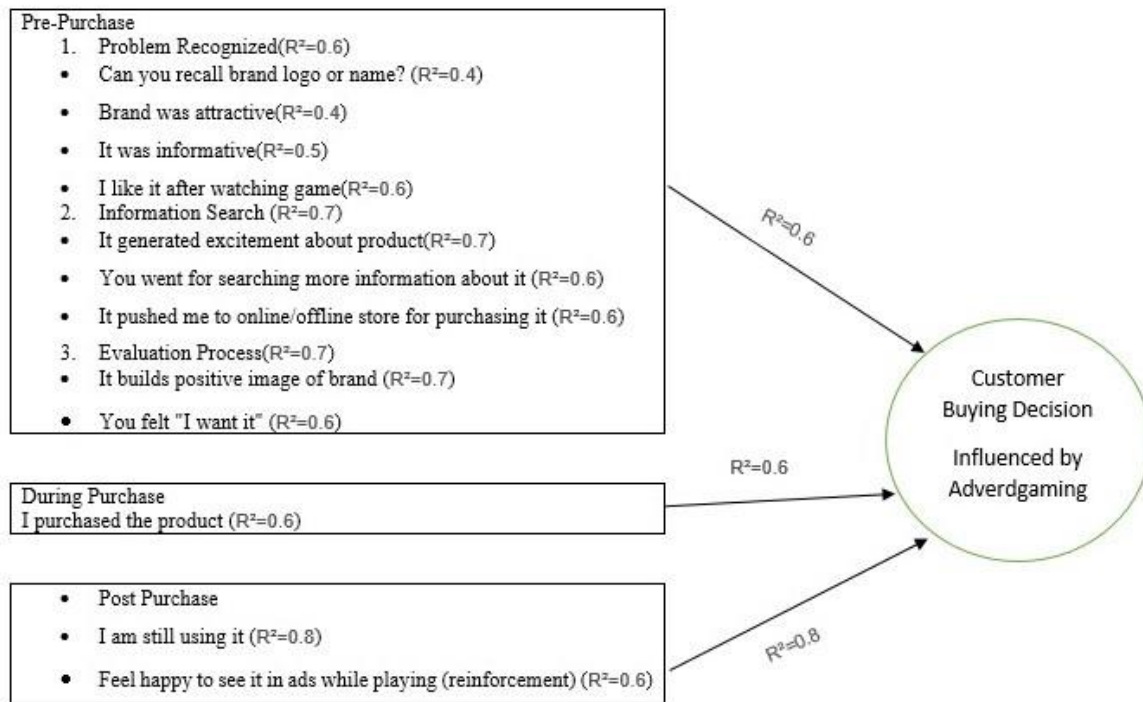 Pre-Purchase
1. Problem Recognized(R²=0.6)
• Can you recall brand logo or name? (R²=0.4)
• Brand was attractive(R²=0.4)
• It was informative(R²=0.5)
• I like it after watching game(R²=0.6)
2. Information Search (R²=0.7)
• It generated excitement about product(R²=0.7)
• You went for searching more information about it (R²=0.6)
• It pushed me to online/offline store for purchasing it (R²=0.6)
3. Evaluation Process(R²=0.7)
• It builds positive image of brand (R²=0.7)
• You felt "I want it" (R²=0.6)
R²=0.6
During Purchase
I purchased the product (R²=0.6)
R²=0.6
• Post Purchase
• I am still using it (R²=0.8)
• Feel happy to see it in ads while playing (reinforcement) (R²=0.6)
R²=0.8
Customer
Buying Decision
Influenced by
Adverdgaming